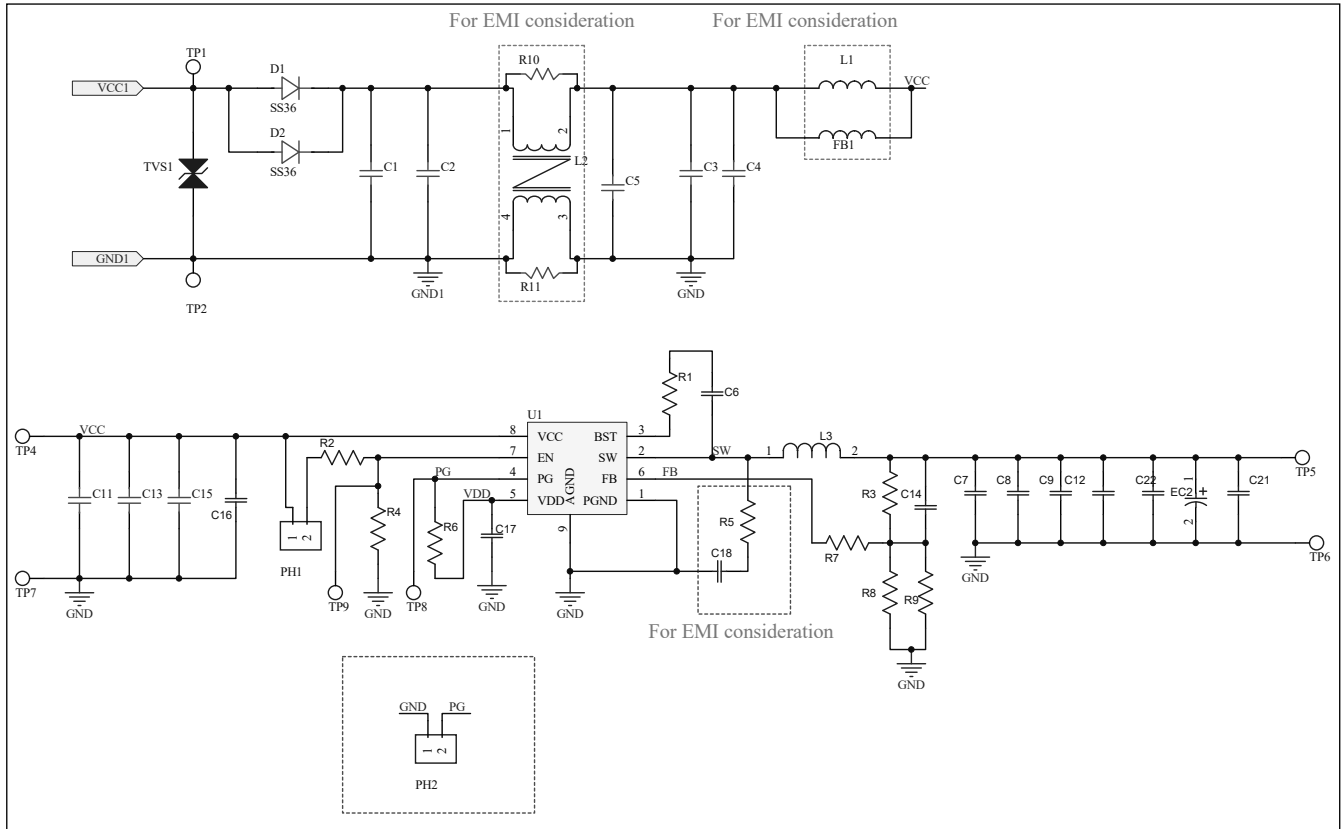 For EMI consideration
For EMI consideration
TP1
D1
R10
L1
VCC1
VCC
SS36
D2
1
2
FB1
TVS1
SS36
C1
C2
L2
C5
C3
C4
4
3
GND1
R11
GND1
GND
TP2
R1
C6
U1
TP4
VCC
8
VCC
BST
3
R2
7
EN
SW
2
SW
1
L3
2
PG
4
PG
FB
6
FB
VDD
5
VDD
AGND
PGND
1
C11
C13
C15
C16
R4
R6
C17
9
R5
R3
C14
C7
C8
C9
C12
C22
1
EC2
+
2
C21
TP5
1
2
PH1
C18
R7
TP6
TP7
GND
TP9
GND
TP8
GND
GND
R8
R9
GND
For EMI consideration
GND
GND
PG
1
2
PH2